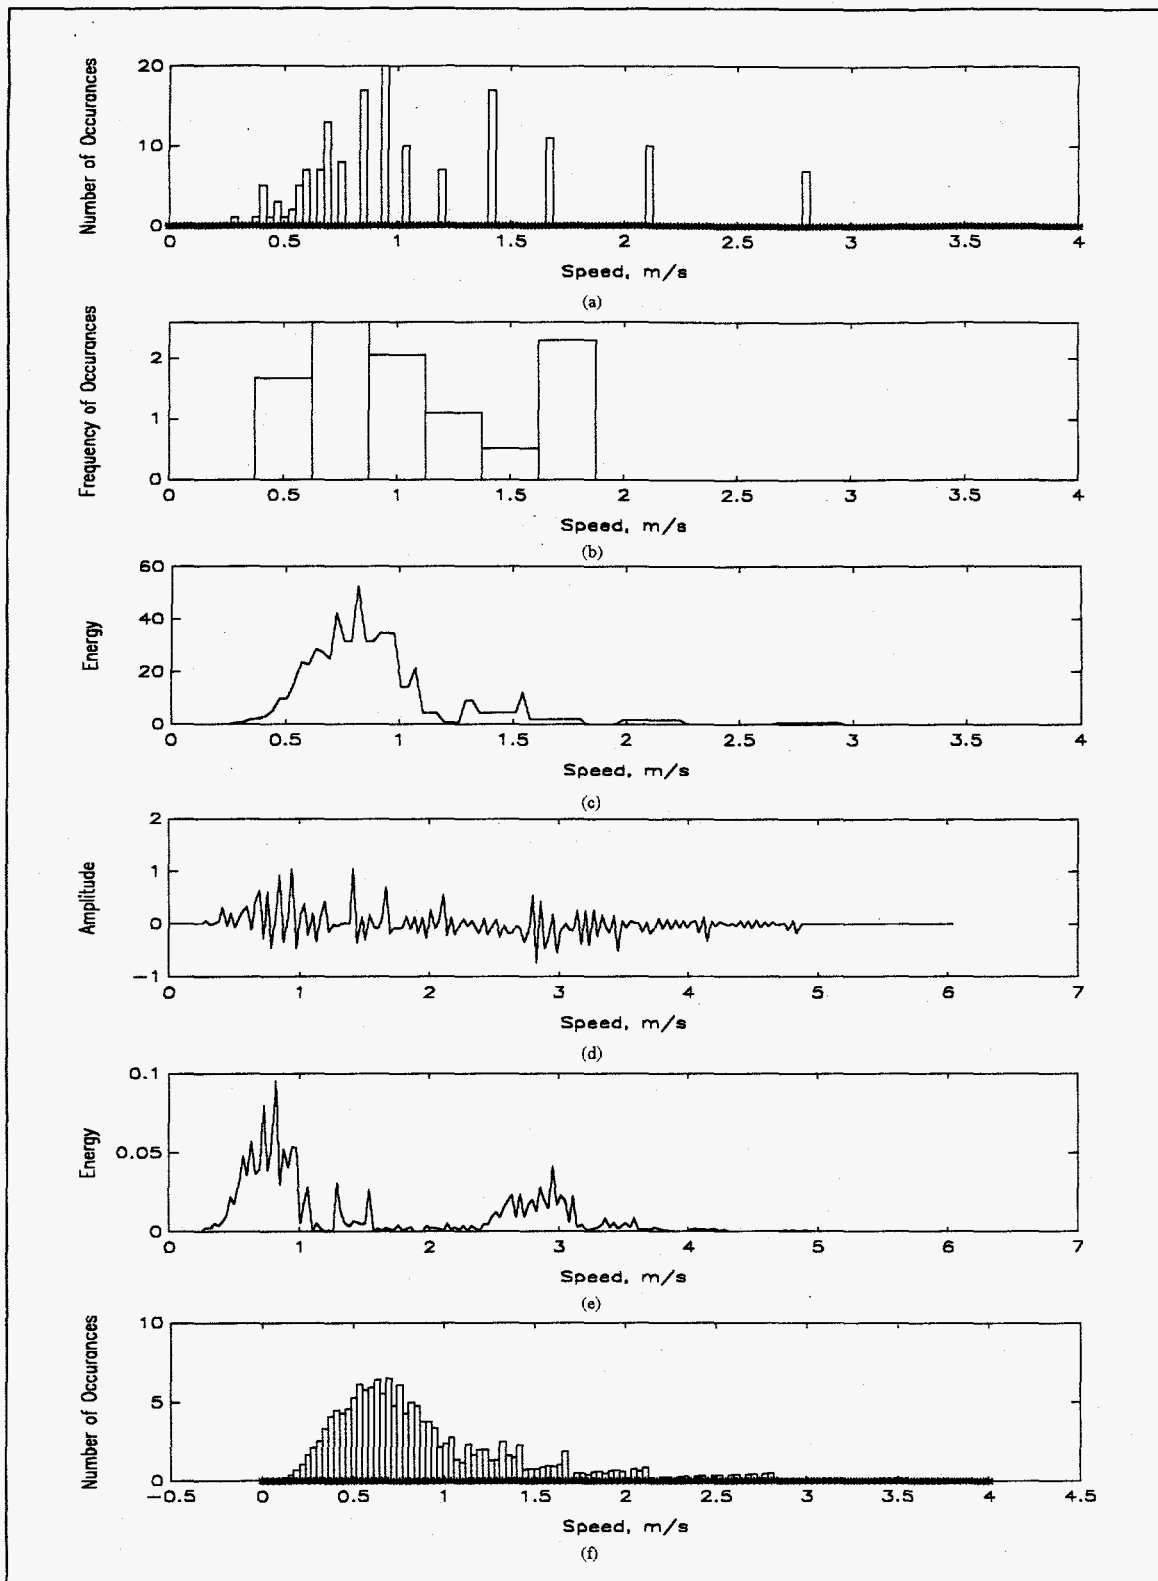 Number of Occurances
20
10
0
0 0.5 1 1.5 2 2.5 3 3.5 4
Speed, m/s
(a)
Frequency of Occurances
2
1
0
0 0.5 1 1.5 2 2.5 3 3.5 4
Speed, m/s
(b)
Energy
60
40
20
0
0 0.5 1 1.5 2 2.5 3 3.5 4
Speed, m/s
(c)
Amplitude
2
1
0
-1
0 1 2 3 4 5 6 7
Speed, m/s
(d)
Energy
0.1
0.05
0
0 1 2 3 4 5 6 7
Speed, m/s
(e)
Number of Occurances
10
5
0
-0.5 0 0.5 1 1.5 2 2.5 3 3.5 4 4.5
Speed, m/s
(f)